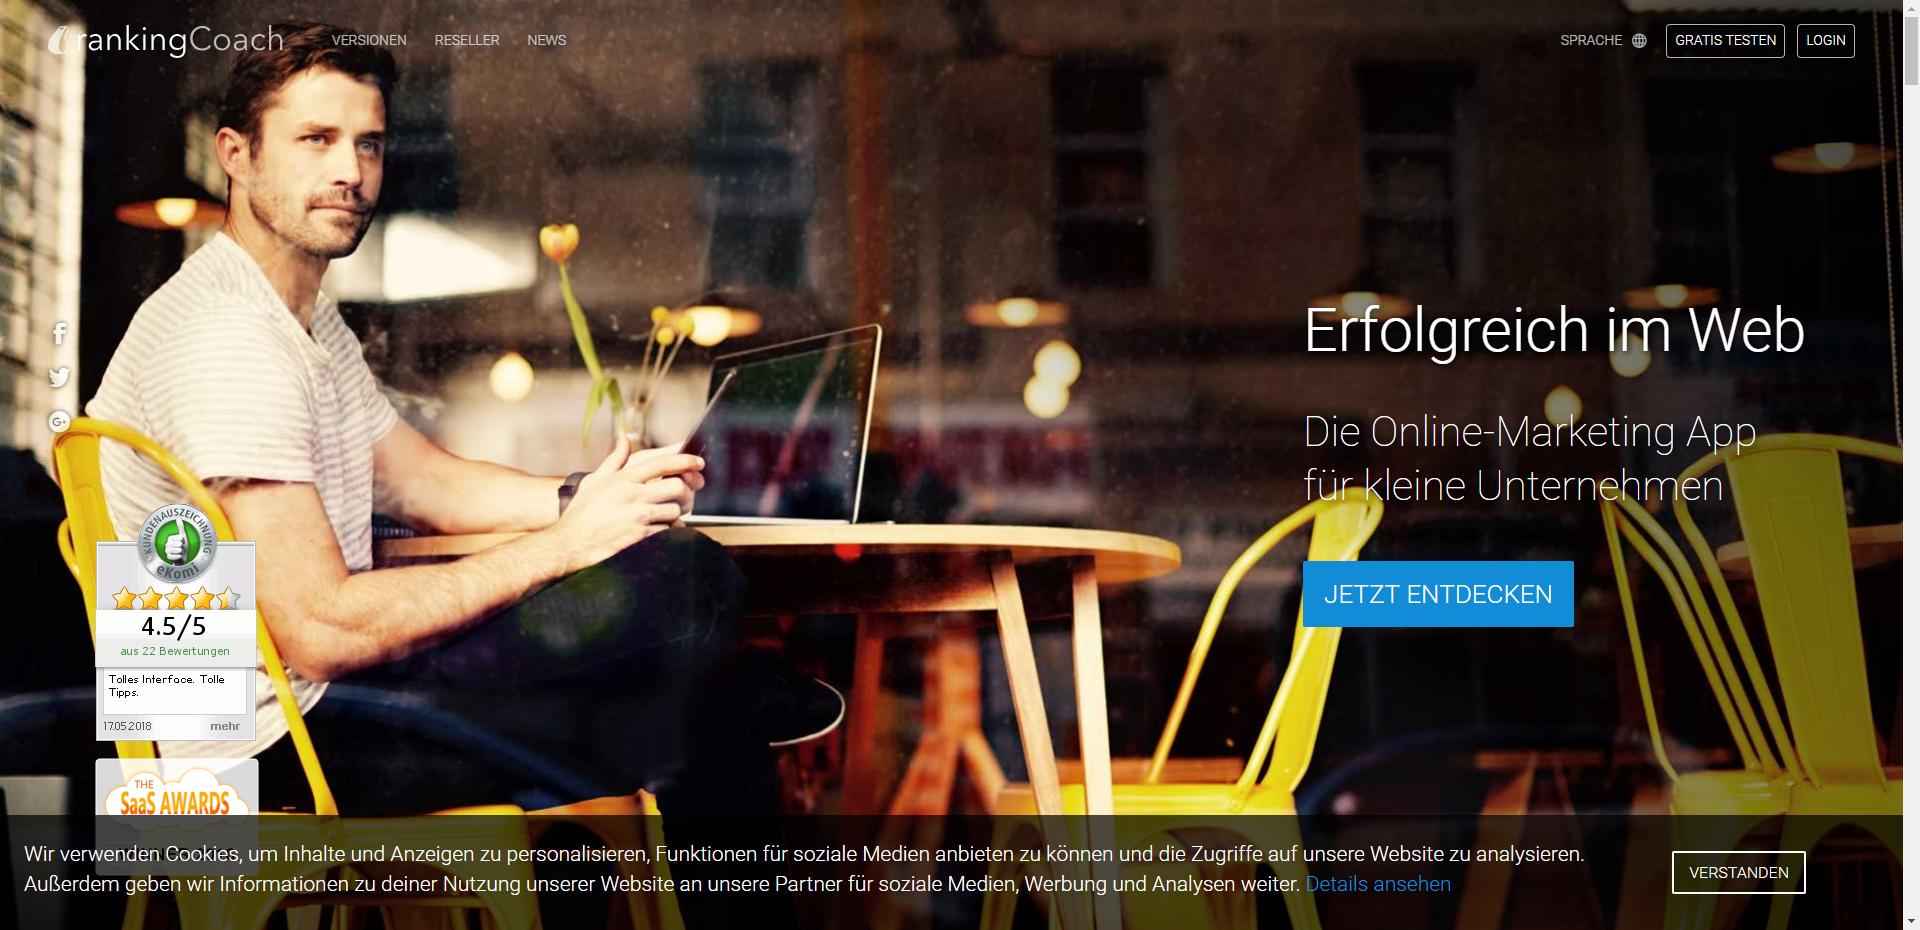 rankingCoach
VERSIONEN
RESELLER
NEWS
SPRACHE
GRATIS TESTEN
LOGIN
Erfolgreich im Web
Die Online-Marketing App
für kleine Unternehmen
JETZT ENTDECKEN
G+
KUNDENAUSZEICHNUNG
eKomi
4.5/5
aus 22 Bewertungen
Tolles Interface. Tolle
Tipps.
17.05.2018
mehr
THE
SaaS AWARDS
Wir verwenden Cookies, um Inhalte und Anzeigen zu personalisieren, Funktionen für soziale Medien anbieten zu können und die Zugriffe auf unsere Website zu analysieren.
Außerdem geben wir Informationen zu deiner Nutzung unserer Website an unsere Partner für soziale Medien, Werbung und Analysen weiter. Details ansehen
VERSTANDEN